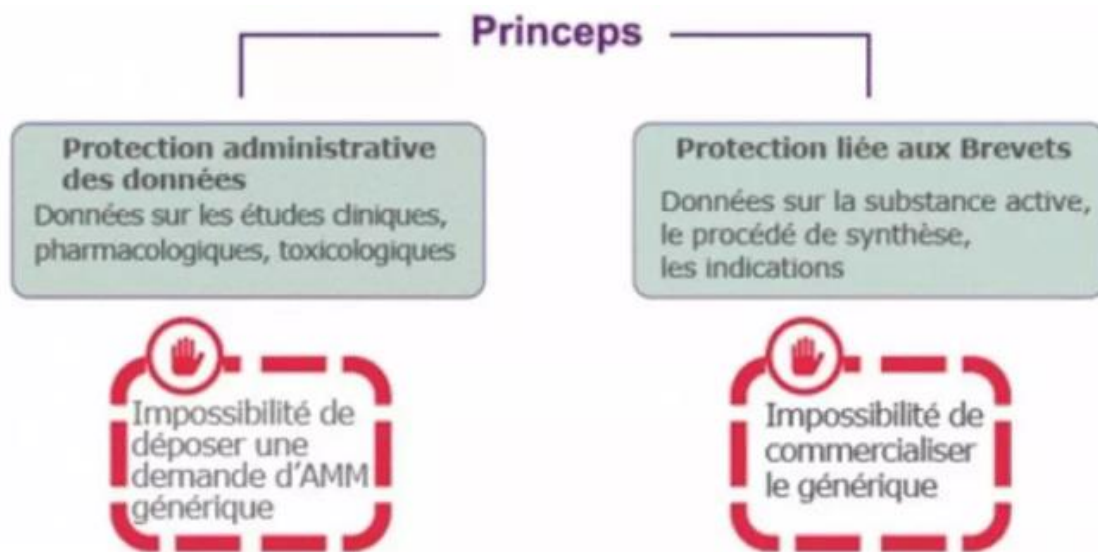 Princeps
Protection administrative
des données
Données sur les études cliniques,
pharmacologiques, toxicologiques
Impossibilité de
déposer une
demande d'AMM
générique
Protection liée aux Brevets
Données sur la substance active,
le procédé de synthèse,
les indications
Impossibilité de
commercialiser
le générique